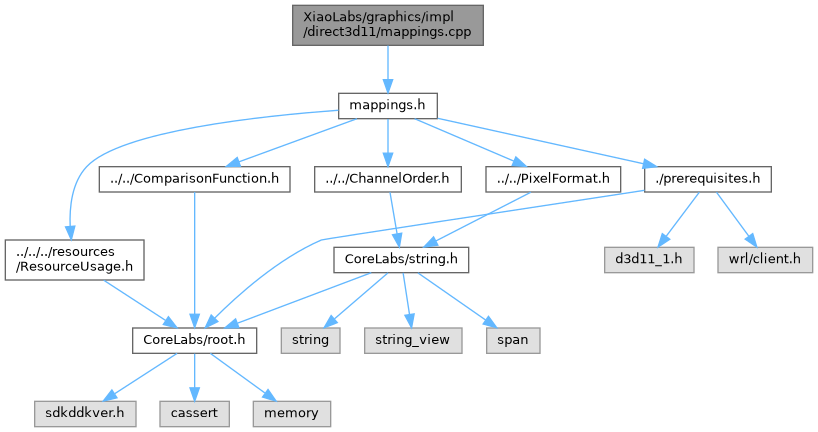 XiaoLabs/graphics/impl
/direct3d11/mappings.cpp
mappings.h
../../ComparisonFunction.h
../../ChannelOrder.h
../../PixelFormat.h
./prerequisites.h
../../../resources
/ResourceUsage.h
CoreLabs/string.h
d3d11_1.h
wrl/client.h
CoreLabs/root.h
string
string_view
span
sdkddkver.h
cassert
memory